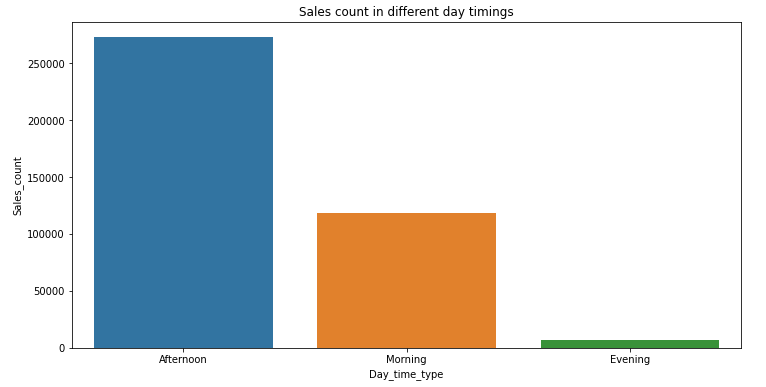 Sales count in different day timings
Sales_count
250000
200000
150000
100000
50000
0
Afternoon Morning Evening
Day_time_type